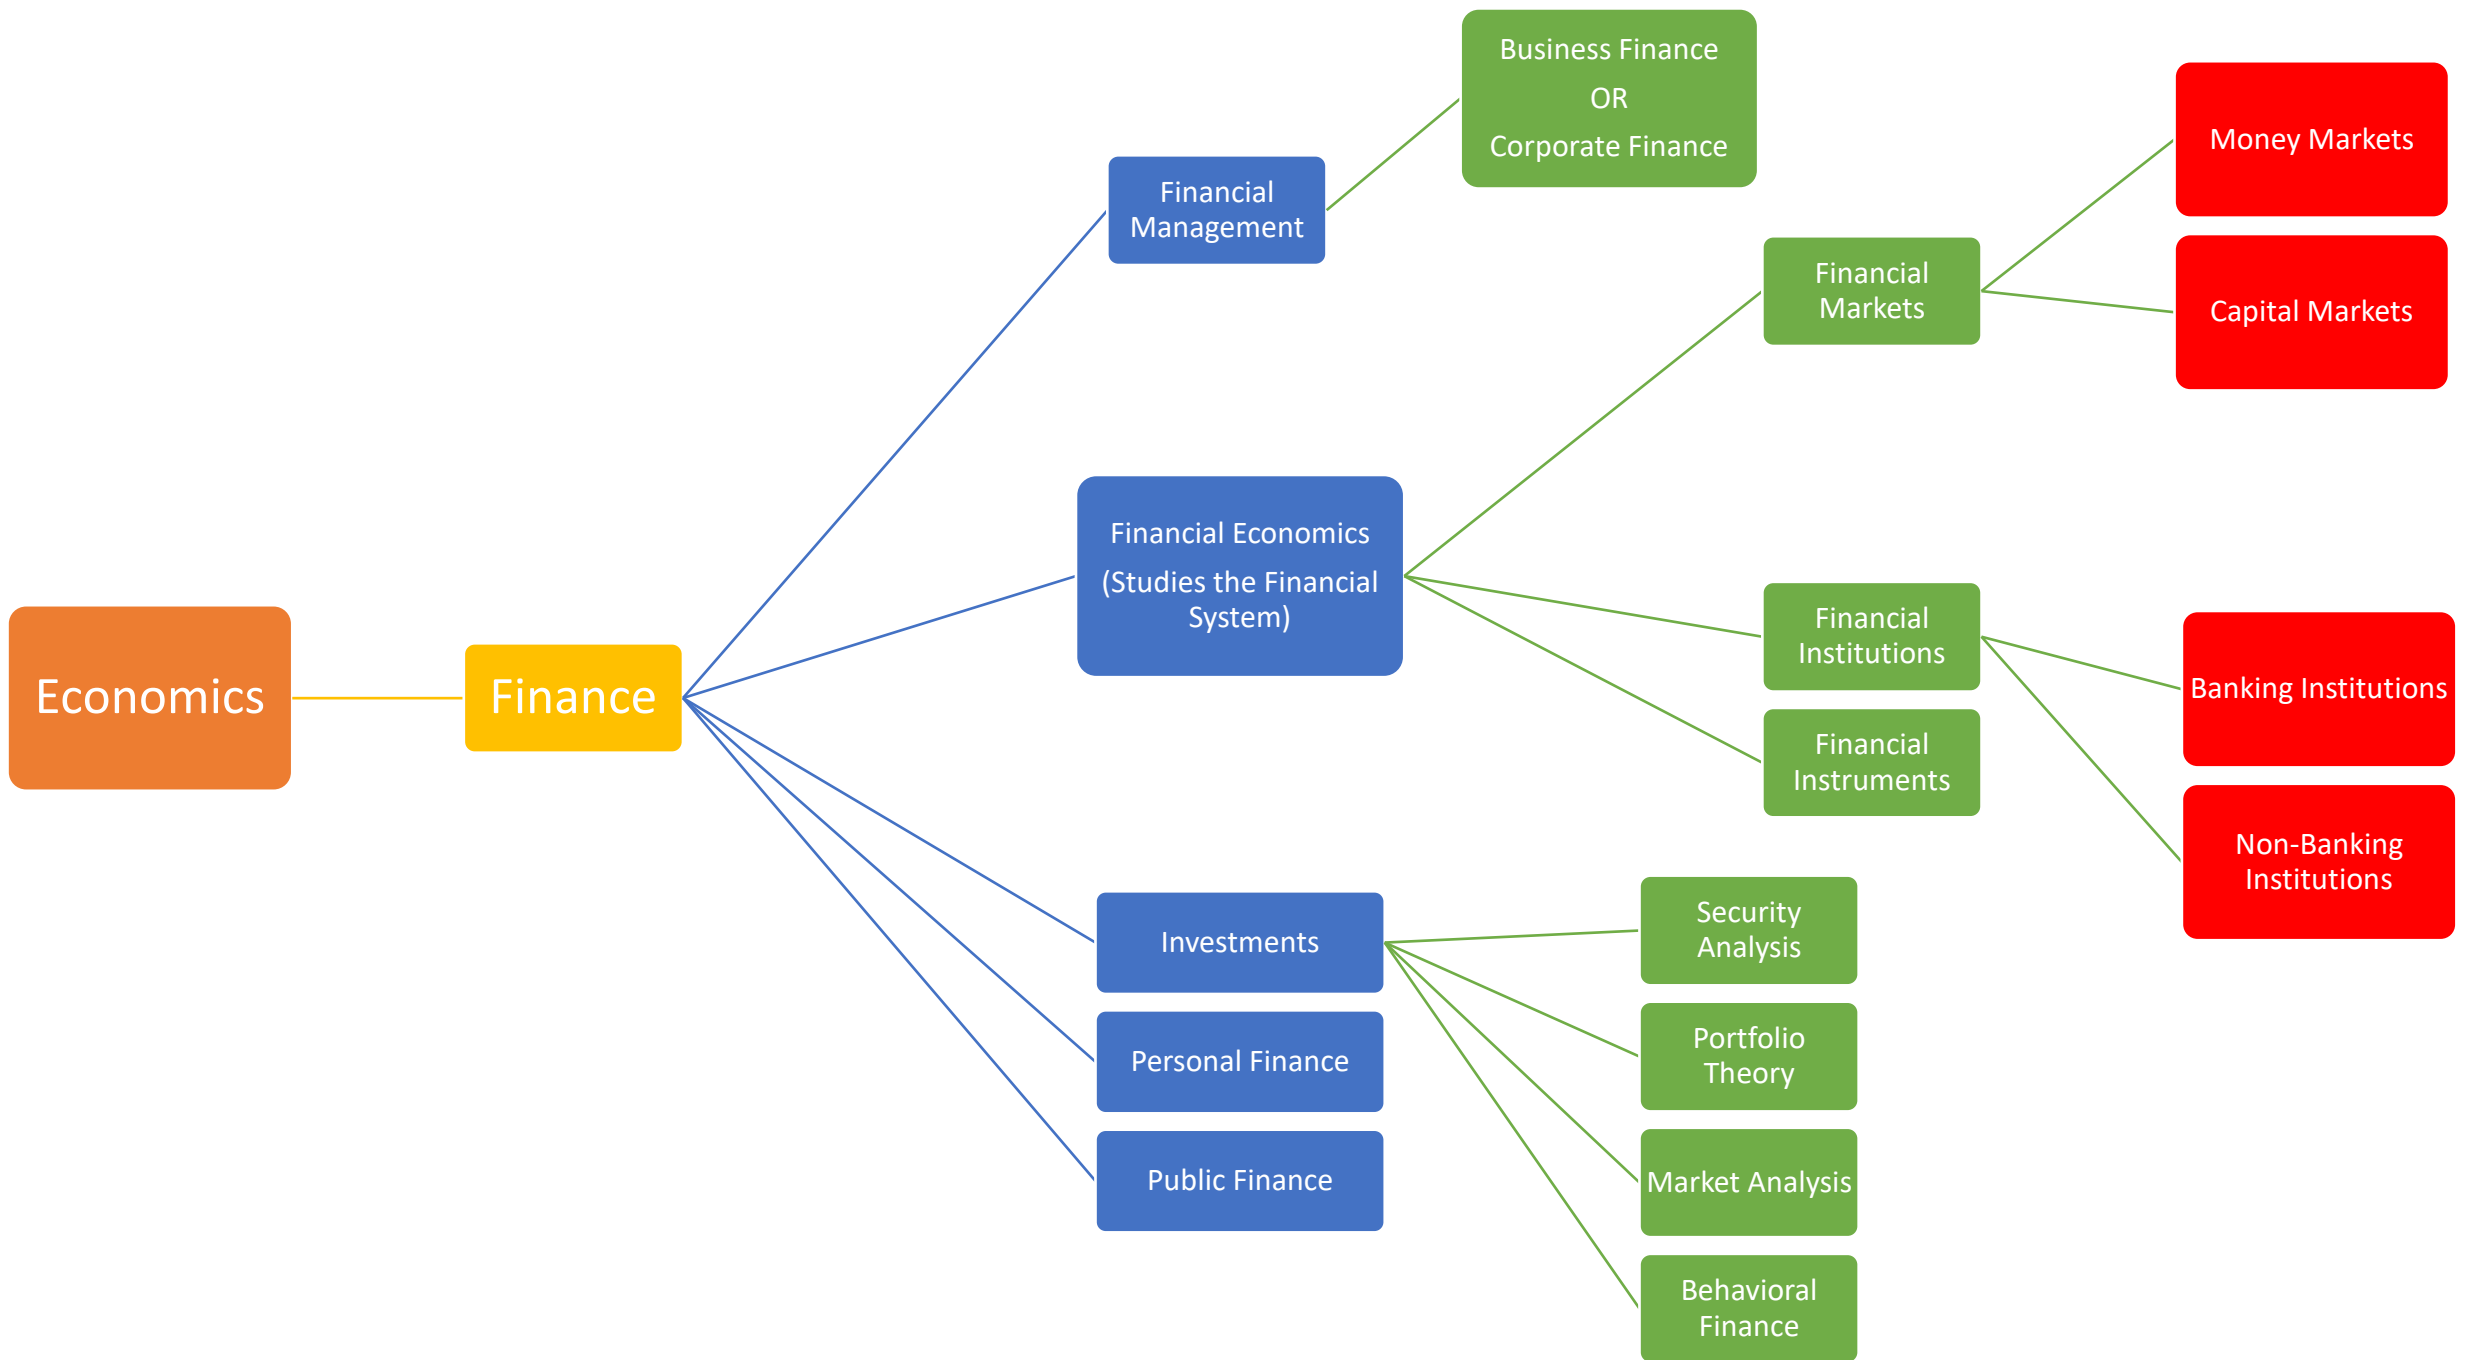 Economics
Finance
Financial
Management
Business Finance
OR
Corporate Finance
Financial Economics
(Studies the Financial
System)
Financial
Markets
Money Markets
Capital Markets
Financial
Institutions
Banking Institutions
Non-Banking
Institutions
Financial
Instruments
Investments
Security
Analysis
Portfolio
Theory
Market Analysis
Behavioral
Finance
Personal Finance
Public Finance